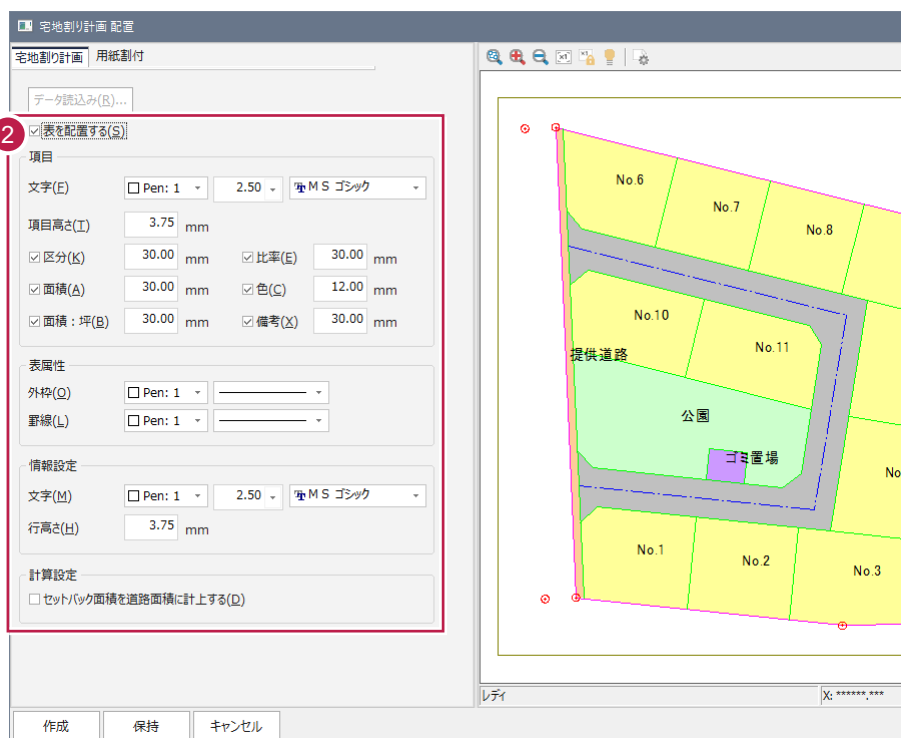 宅地割り計画 配置
宅地割り計画 用紙割付
データ読込み(R)...
2
表を配置する(S)
項目
文字(F) Pen: 1 2.50 MS ゴシック
項目高さ(T) 3.75 mm
区分(K) 30.00 mm 比率(E) 30.00 mm
面積(A) 30.00 mm 色(C) 12.00 mm
面積：坪(B) 30.00 mm 備考(X) 30.00 mm
表属性
外枠(O) Pen: 1
罫線(L) Pen: 1
情報設定
文字(M) Pen: 1 2.50 MS ゴシック
行高さ(H) 3.75 mm
計算設定
セットバック面積を道路面積に計上する(D)
作成 保持 キャンセル
No.6
No.7
No.8
No.10
No.11
提供道路
公園
ゴミ置場
No
No.1
No.2
No.3
レディ X: ******.***